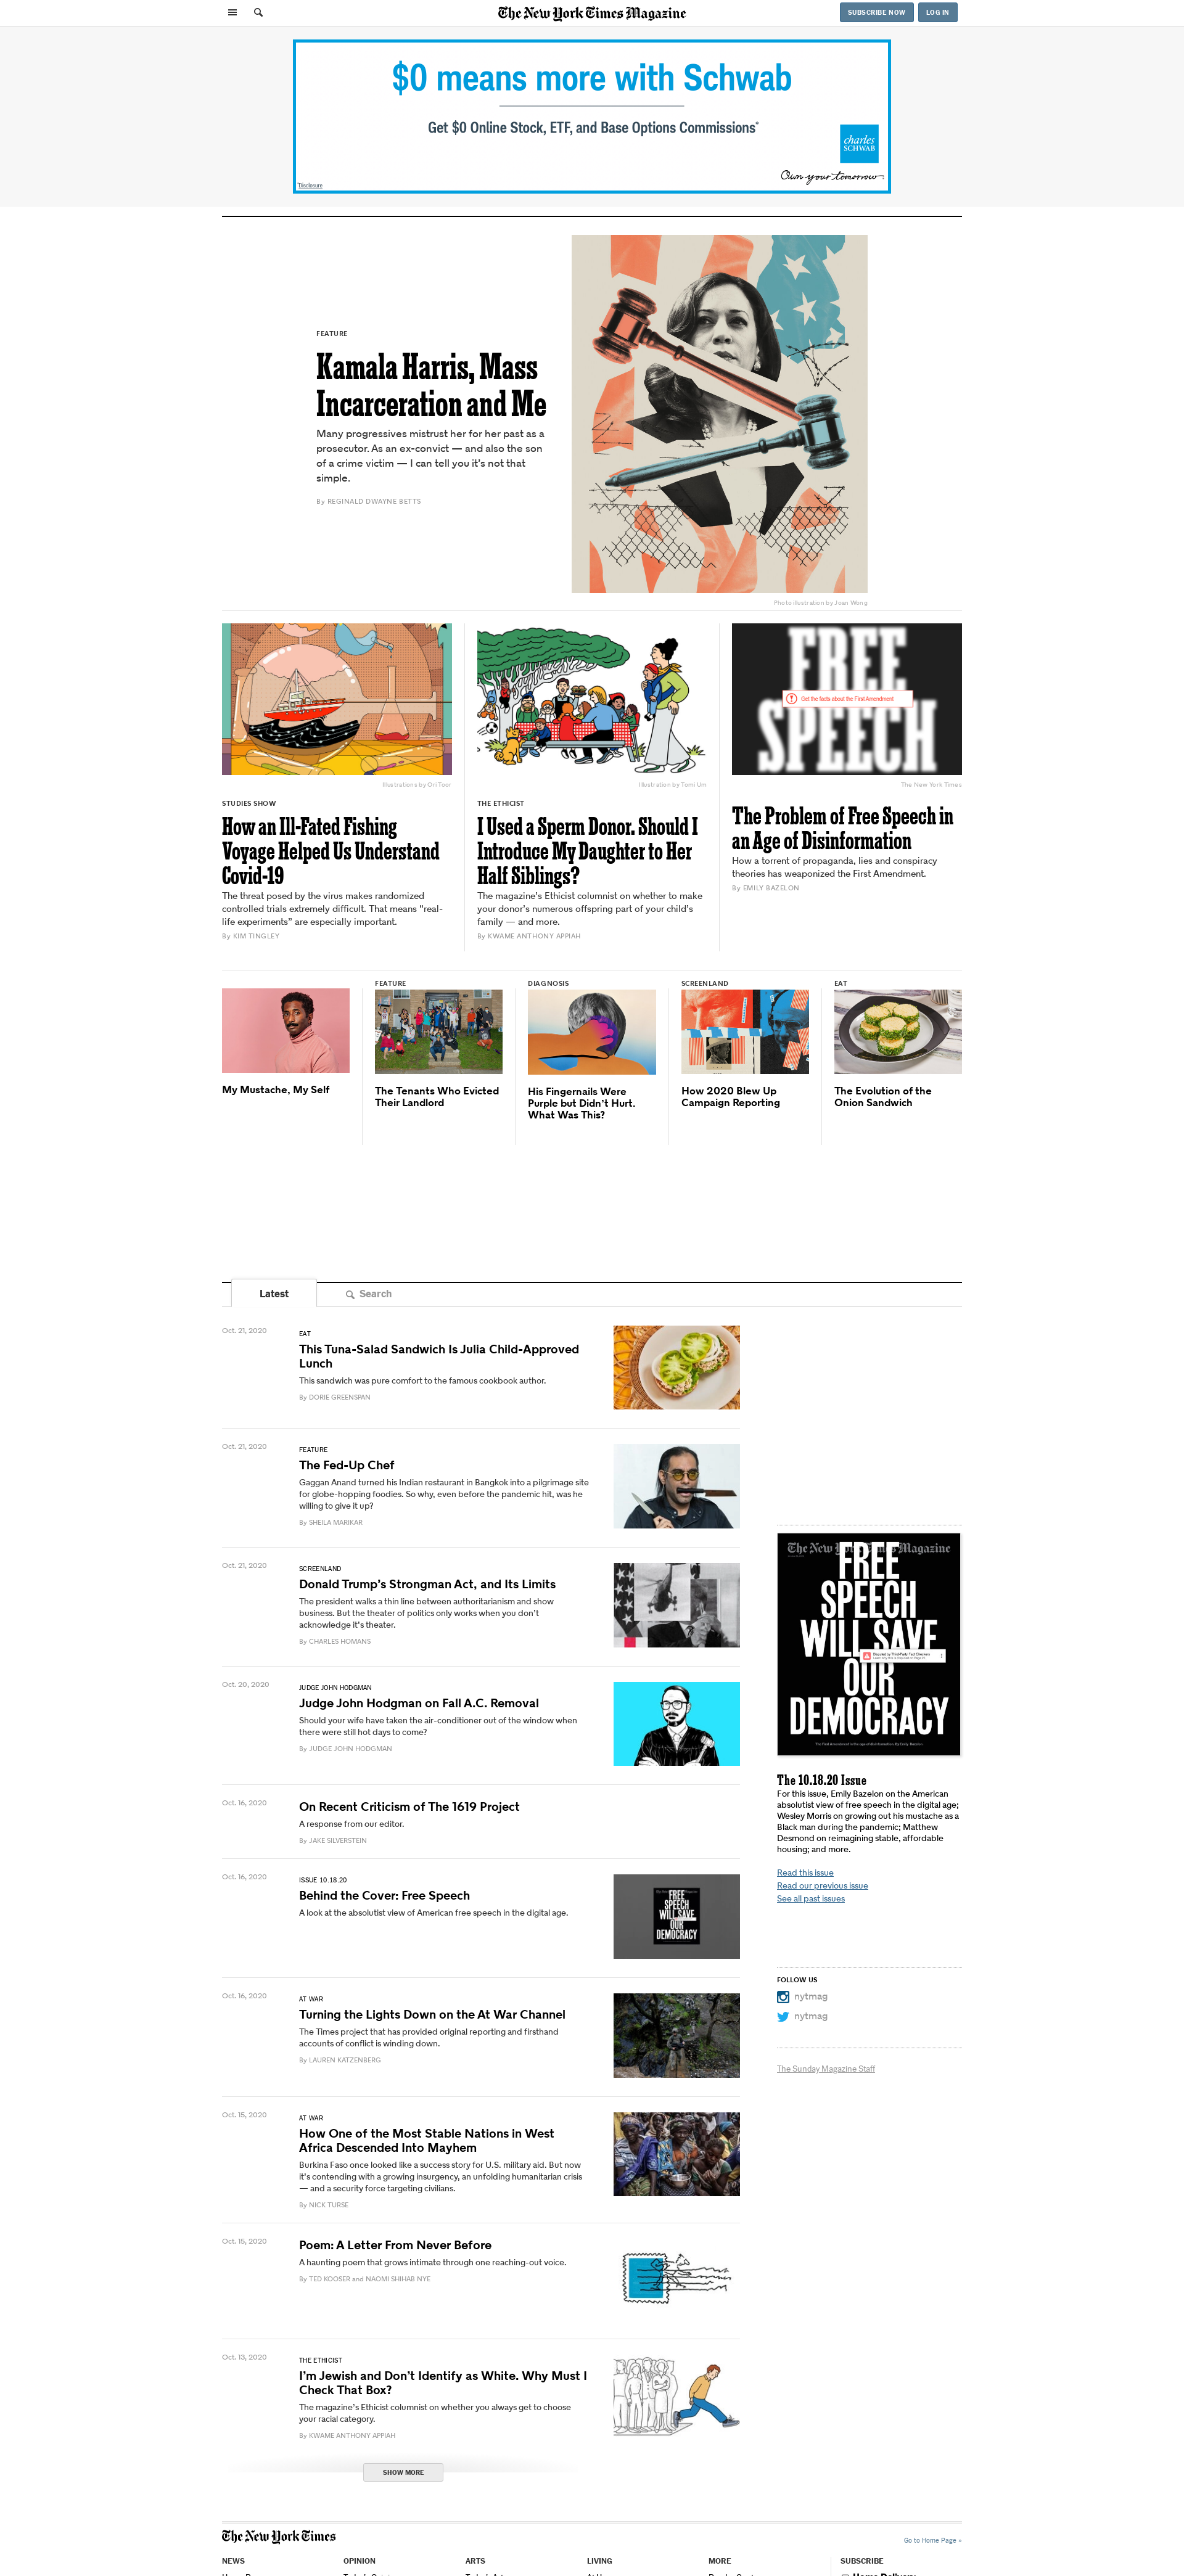 The New York Times Magazine
SUBSCRIBE NOW
LOG IN
$0 means more with Schwab
Get $0 Online Stock, ETF, and Base Options Commissions*
charles
SCHWAB
Own your tomorrow
Disclosure
FEATURE
Kamala Harris, Mass
Incarceration and Me
Many progressives mistrust her for her past as a
prosecutor. As an ex-convict — and also the son
of a crime victim — I can tell you it’s not that
simple.
By REGINALD DWAYNE BETTS
Photo illustration by Joan Wong
Illustrations by Ori Toor
STUDIES SHOW
How an Ill-Fated Fishing
Voyage Helped Us Understand
Covid-19
The threat posed by the virus makes randomized
controlled trials extremely difficult. That means “real-
life experiments” are especially important.
By KIM TINGLEY
Illustration by Tomi Um
THE ETHICIST
I Used a Sperm Donor. Should I
Introduce My Daughter to Her
Half Siblings?
The magazine’s Ethicist columnist on whether to make
your donor’s numerous offspring part of your child’s
family — and more.
By KWAME ANTHONY APPIAH
FREE
SPEECH
Get the facts about the First Amendment
The New York Times
The Problem of Free Speech in
an Age of Disinformation
How a torrent of propaganda, lies and conspiracy
theories has weaponized the First Amendment.
By EMILY BAZELON
My Mustache, My Self
FEATURE
The Tenants Who Evicted
Their Landlord
DIAGNOSIS
His Fingernails Were
Purple but Didn’t Hurt.
What Was This?
SCREENLAND
How 2020 Blew Up
Campaign Reporting
EAT
The Evolution of the
Onion Sandwich
Latest
Search
Oct. 21, 2020
EAT
This Tuna-Salad Sandwich Is Julia Child-Approved
Lunch
This sandwich was pure comfort to the famous cookbook author.
By DORIE GREENSPAN
Oct. 21, 2020
FEATURE
The Fed-Up Chef
Gaggan Anand turned his Indian restaurant in Bangkok into a pilgrimage site
for globe-hopping foodies. So why, even before the pandemic hit, was he
willing to give it up?
By SHEILA MARIKAR
Oct. 21, 2020
SCREENLAND
Donald Trump’s Strongman Act, and Its Limits
The president walks a thin line between authoritarianism and show
business. But the theater of politics only works when you don’t
acknowledge it’s theater.
By CHARLES HOMANS
Oct. 20, 2020
JUDGE JOHN HODGMAN
Judge John Hodgman on Fall A.C. Removal
Should your wife have taken the air-conditioner out of the window when
there were still hot days to come?
By JUDGE JOHN HODGMAN
Oct. 16, 2020
On Recent Criticism of The 1619 Project
A response from our editor.
By JAKE SILVERSTEIN
Oct. 16, 2020
ISSUE 10.18.20
Behind the Cover: Free Speech
A look at the absolutist view of American free speech in the digital age.
FREE
SPEECH
WILL SAVE
OUR
DEMOCRACY
Oct. 16, 2020
AT WAR
Turning the Lights Down on the At War Channel
The Times project that has provided original reporting and firsthand
accounts of conflict is winding down.
By LAUREN KATZENBERG
Oct. 15, 2020
AT WAR
How One of the Most Stable Nations in West
Africa Descended Into Mayhem
Burkina Faso once looked like a success story for U.S. military aid. But now
it’s contending with a growing insurgency, an unfolding humanitarian crisis
— and a security force targeting civilians.
By NICK TURSE
Oct. 15, 2020
Poem: A Letter From Never Before
A haunting poem that grows intimate through one reaching-out voice.
By TED KOOSER and NAOMI SHIHAB NYE
Oct. 13, 2020
THE ETHICIST
I’m Jewish and Don’t Identify as White. Why Must I
Check That Box?
The magazine’s Ethicist columnist on whether you always get to choose
your racial category.
By KWAME ANTHONY APPIAH
SHOW MORE
The New York Times Magazine
FREE
SPEECH
WILL SAVE
OUR
DEMOCRACY
The 10.18.20 Issue
For this issue, Emily Bazelon on the American
absolutist view of free speech in the digital age;
Wesley Morris on growing out his mustache as a
Black man during the pandemic; Matthew
Desmond on reimagining stable, affordable
housing; and more.
Read this issue
Read our previous issue
See all past issues
FOLLOW US
nytmag
nytmag
The Sunday Magazine Staff
The New York Times
Go to Home Page »
NEWS
OPINION
ARTS
LIVING
MORE
SUBSCRIBE